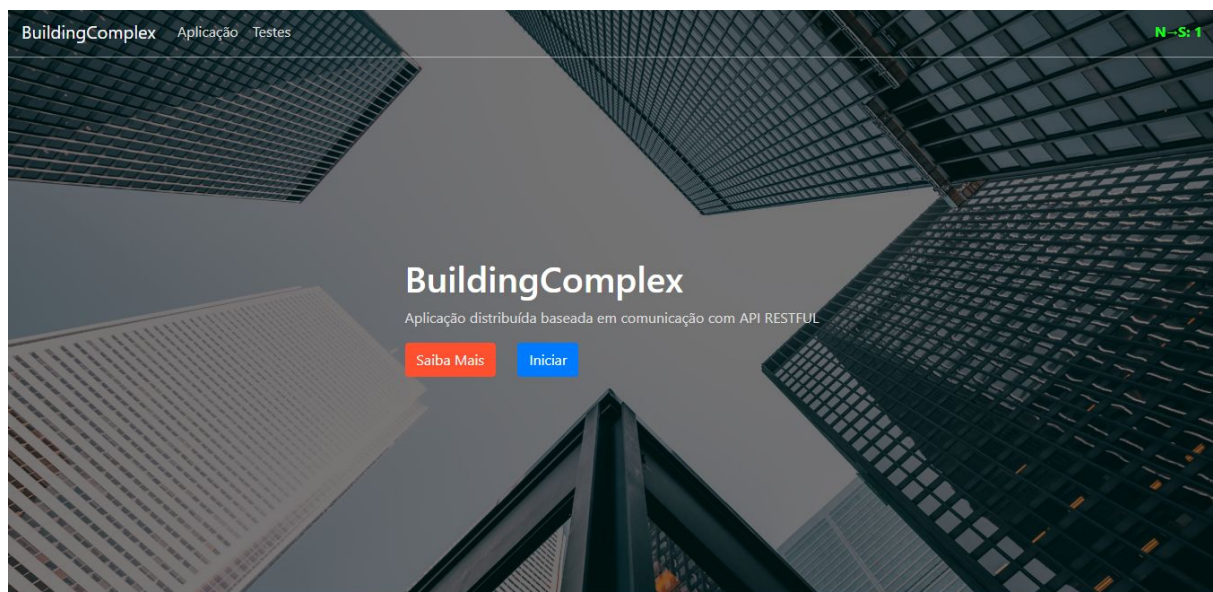 BuildingComplex Aplicação Testes N→S: 1
BuildingComplex
Aplicação distribuída baseada em comunicação com API RESTFUL
Saiba Mais Iniciar